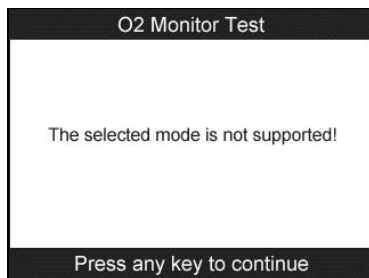 O2 Monitor Test
The selected mode is not supported!
Press any key to continue